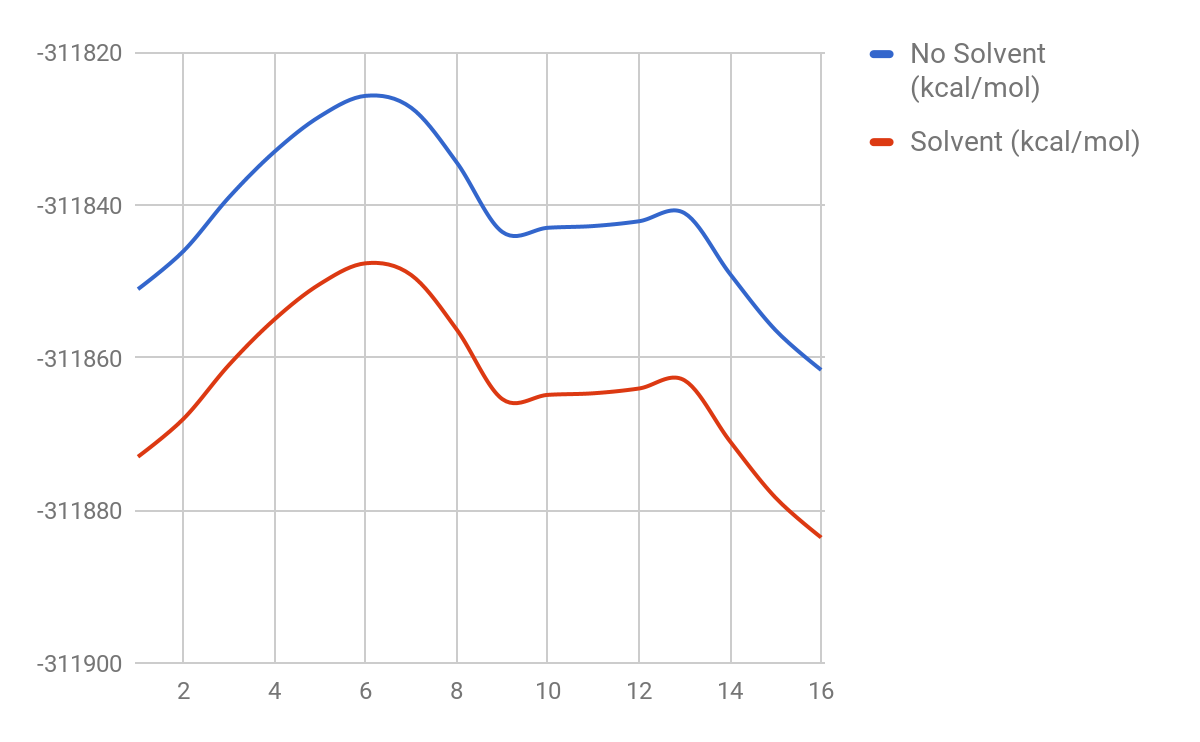 -311820
-311840
-311860
-311880
-311900
2 4 6 8 10 12 14 16
No Solvent
(kcal/mol)
Solvent (kcal/mol)